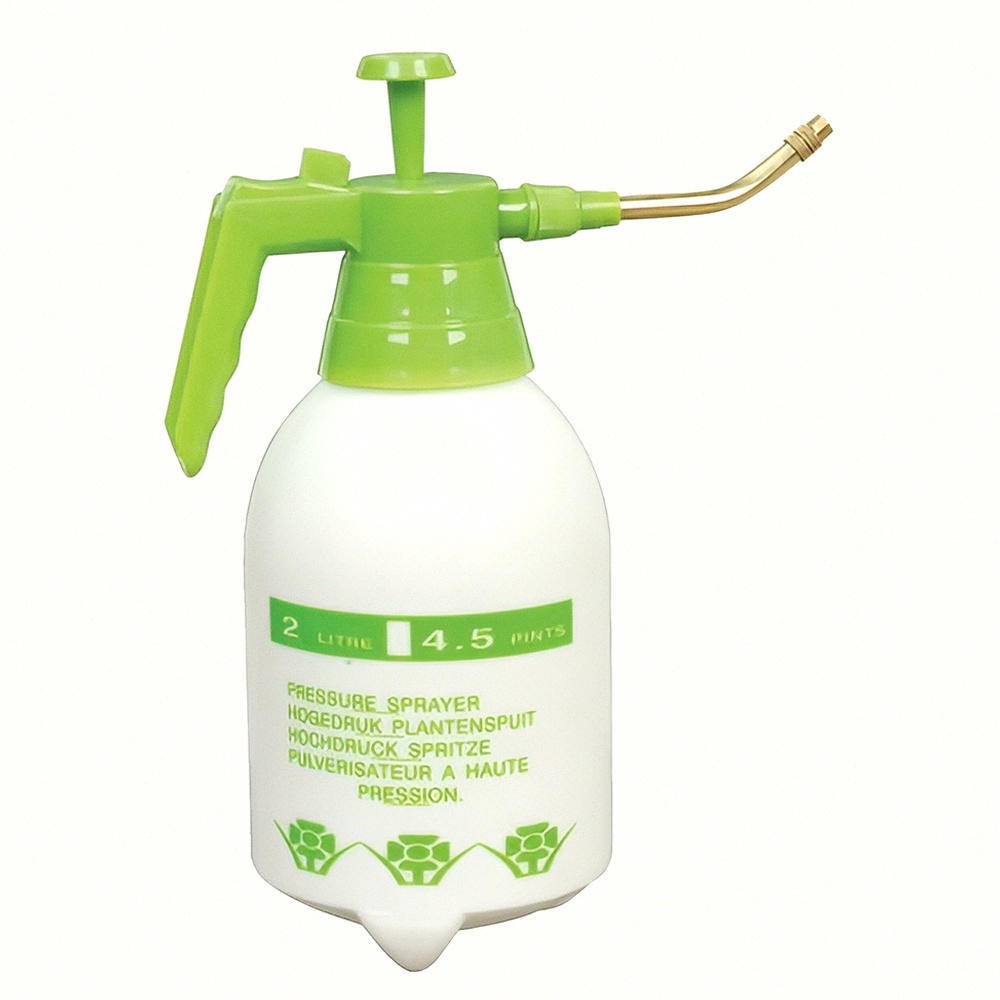 2 LITRE 4.5 PINTS
PRESSURE SPRAYER
HOGEDRUK PLANTENSPUIT
HOCHDRUCK SPRITZE
PULVERISATEUR A HAUTE
PRESSION.